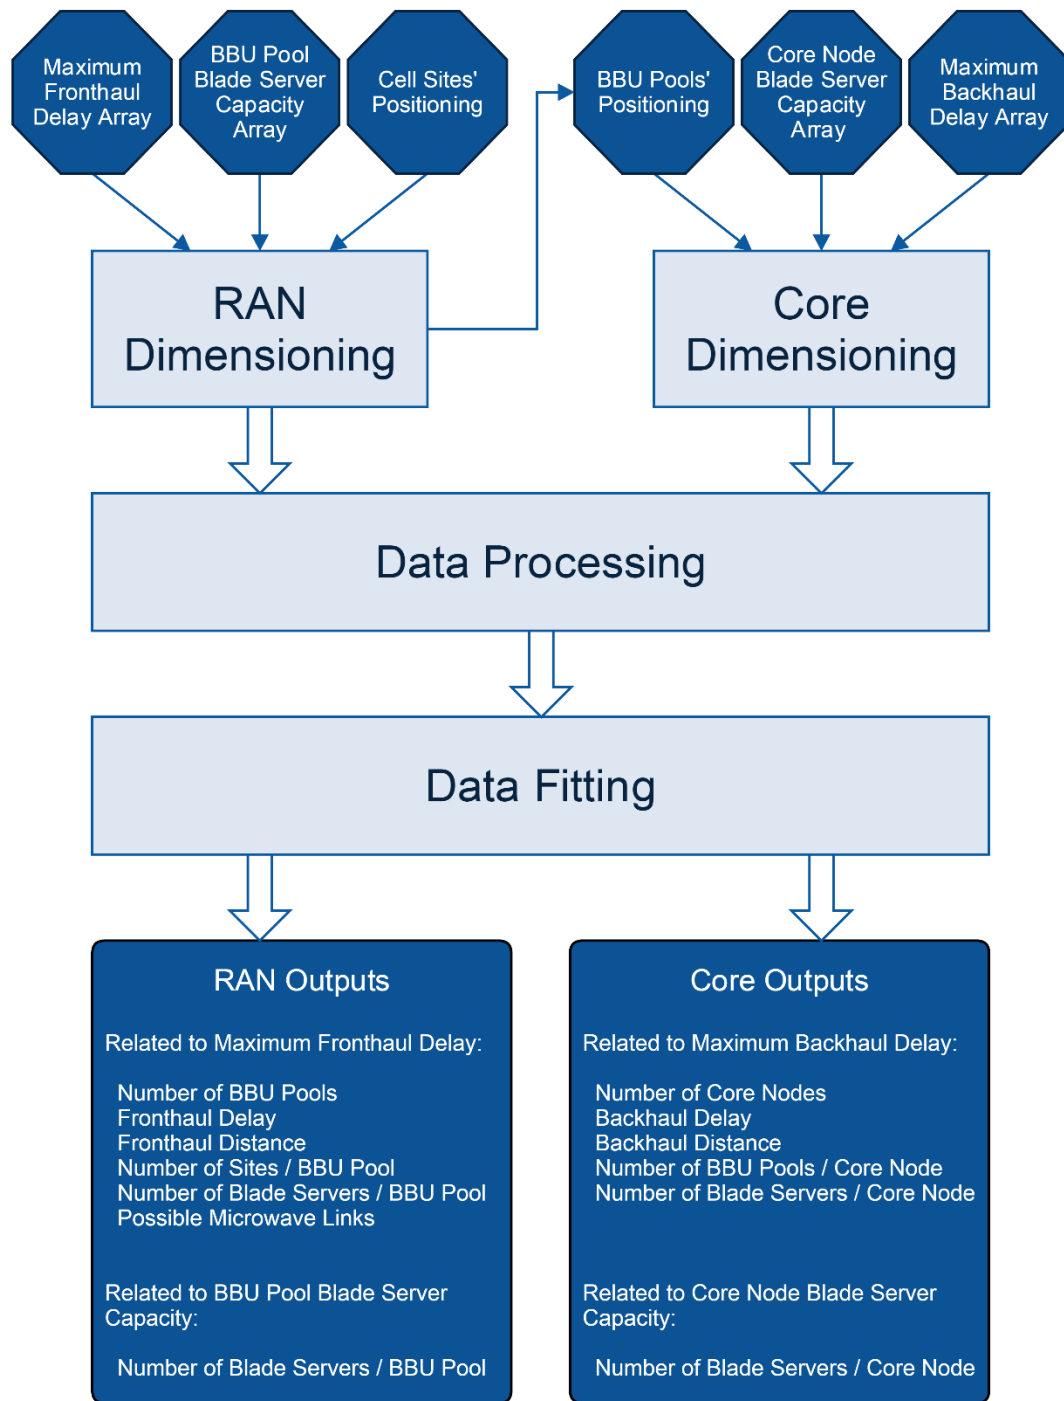 Maximum
Fronthaul
Delay Array
BBU Pool
Blade Server
Capacity
Array
Cell Sites'
Positioning
BBU Pools'
Positioning
Core Node
Blade Server
Capacity
Array
Maximum
Backhaul
Delay Array
RAN
Dimensioning
Core
Dimensioning
Data Processing
Data Fitting
RAN Outputs
Related to Maximum Fronthaul Delay:
Number of BBU Pools
Fronthaul Delay
Fronthaul Distance
Number of Sites / BBU Pool
Number of Blade Servers / BBU Pool
Possible Microwave Links
Related to BBU Pool Blade Server
Capacity:
Number of Blade Servers / BBU Pool
Core Outputs
Related to Maximum Backhaul Delay:
Number of Core Nodes
Backhaul Delay
Backhaul Distance
Number of BBU Pools / Core Node
Number of Blade Servers / Core Node
Related to Core Node Blade Server
Capacity:
Number of Blade Servers / Core Node